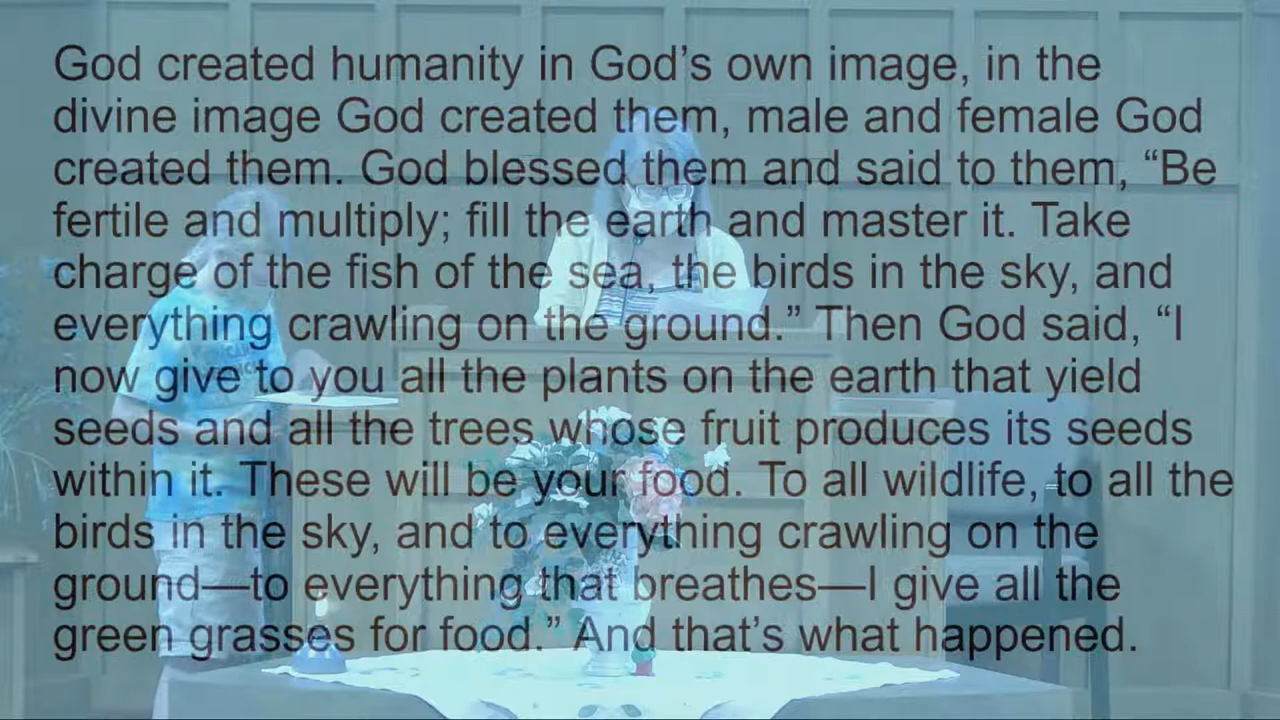 God created humanity in God’s own image, in the
divine image God created them, male and female God
created them. God blessed them and said to them, “Be
fertile and multiply; fill the earth and master it. Take
charge of the fish of the sea, the birds in the sky, and
everything crawling on the ground.” Then God said, “I
now give to you all the plants on the earth that yield
seeds and all the trees whose fruit produces its seeds
within it. These will be your food. To all wildlife, to all the
birds in the sky, and to everything crawling on the
ground—to everything that breathes—I give all the
green grasses for food.” And that’s what happened.